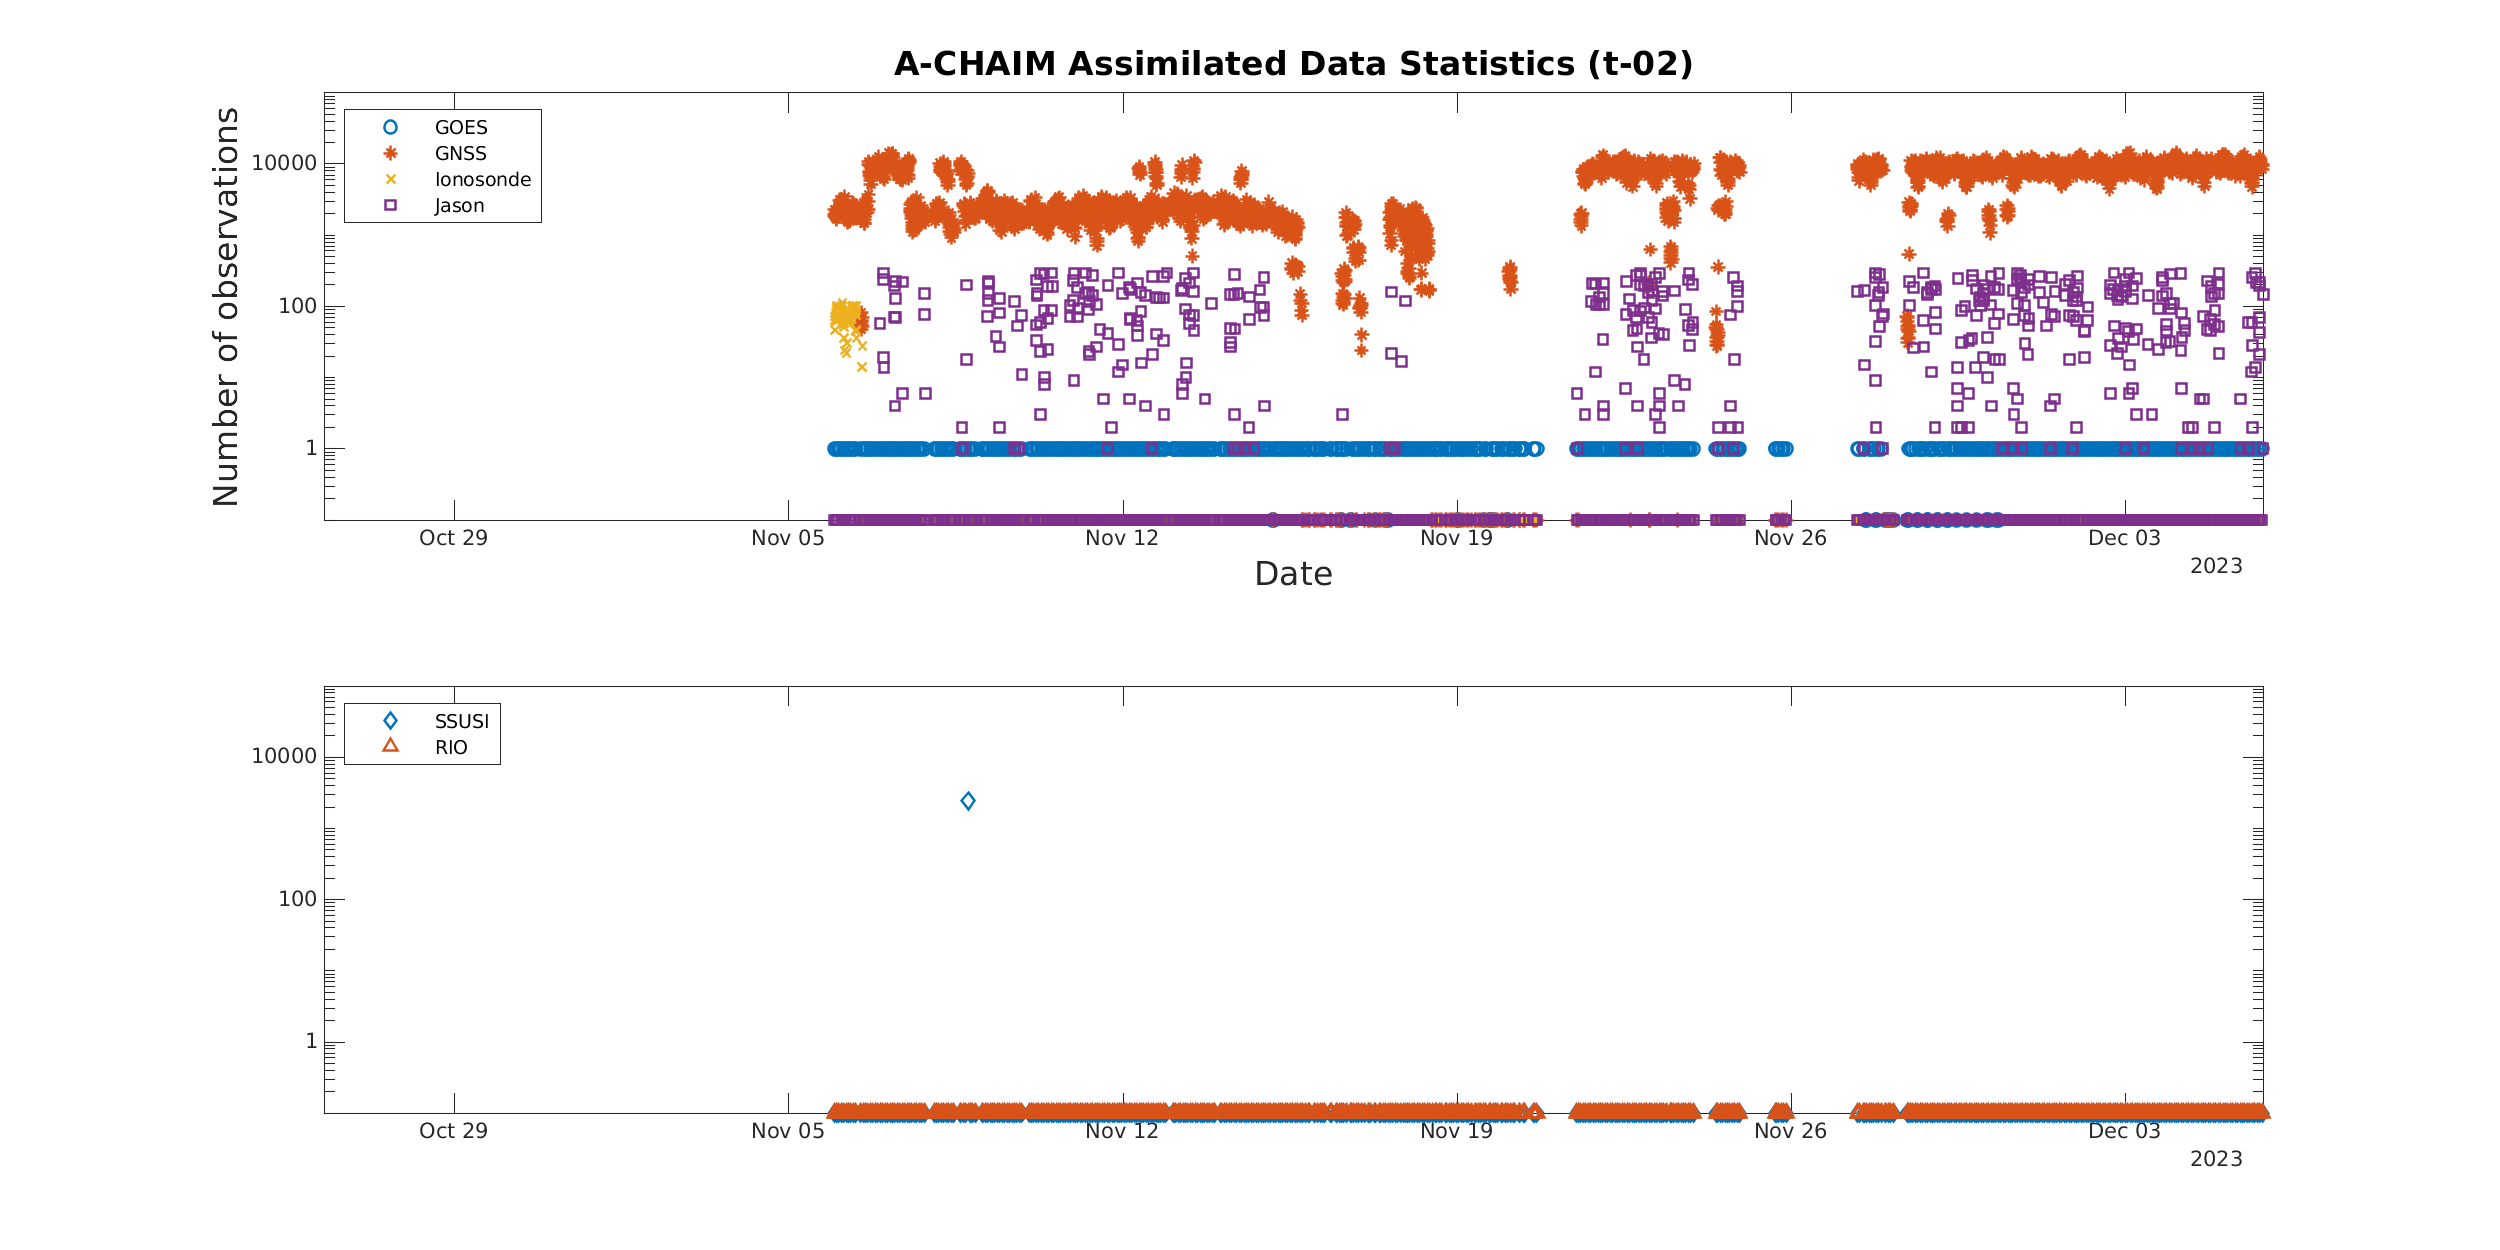 A-CHAIM Assimilated Data Statistics (t-02)
Number of observations
GOES
GNSS
Ionosonde
Jason
10000
100
1
Oct 29 Nov 05 Nov 12 Nov 19 Nov 26 Dec 03
2023
Date
SSUSI
RIO
10000
100
1
Oct 29 Nov 05 Nov 12 Nov 19 Nov 26 Dec 03
2023